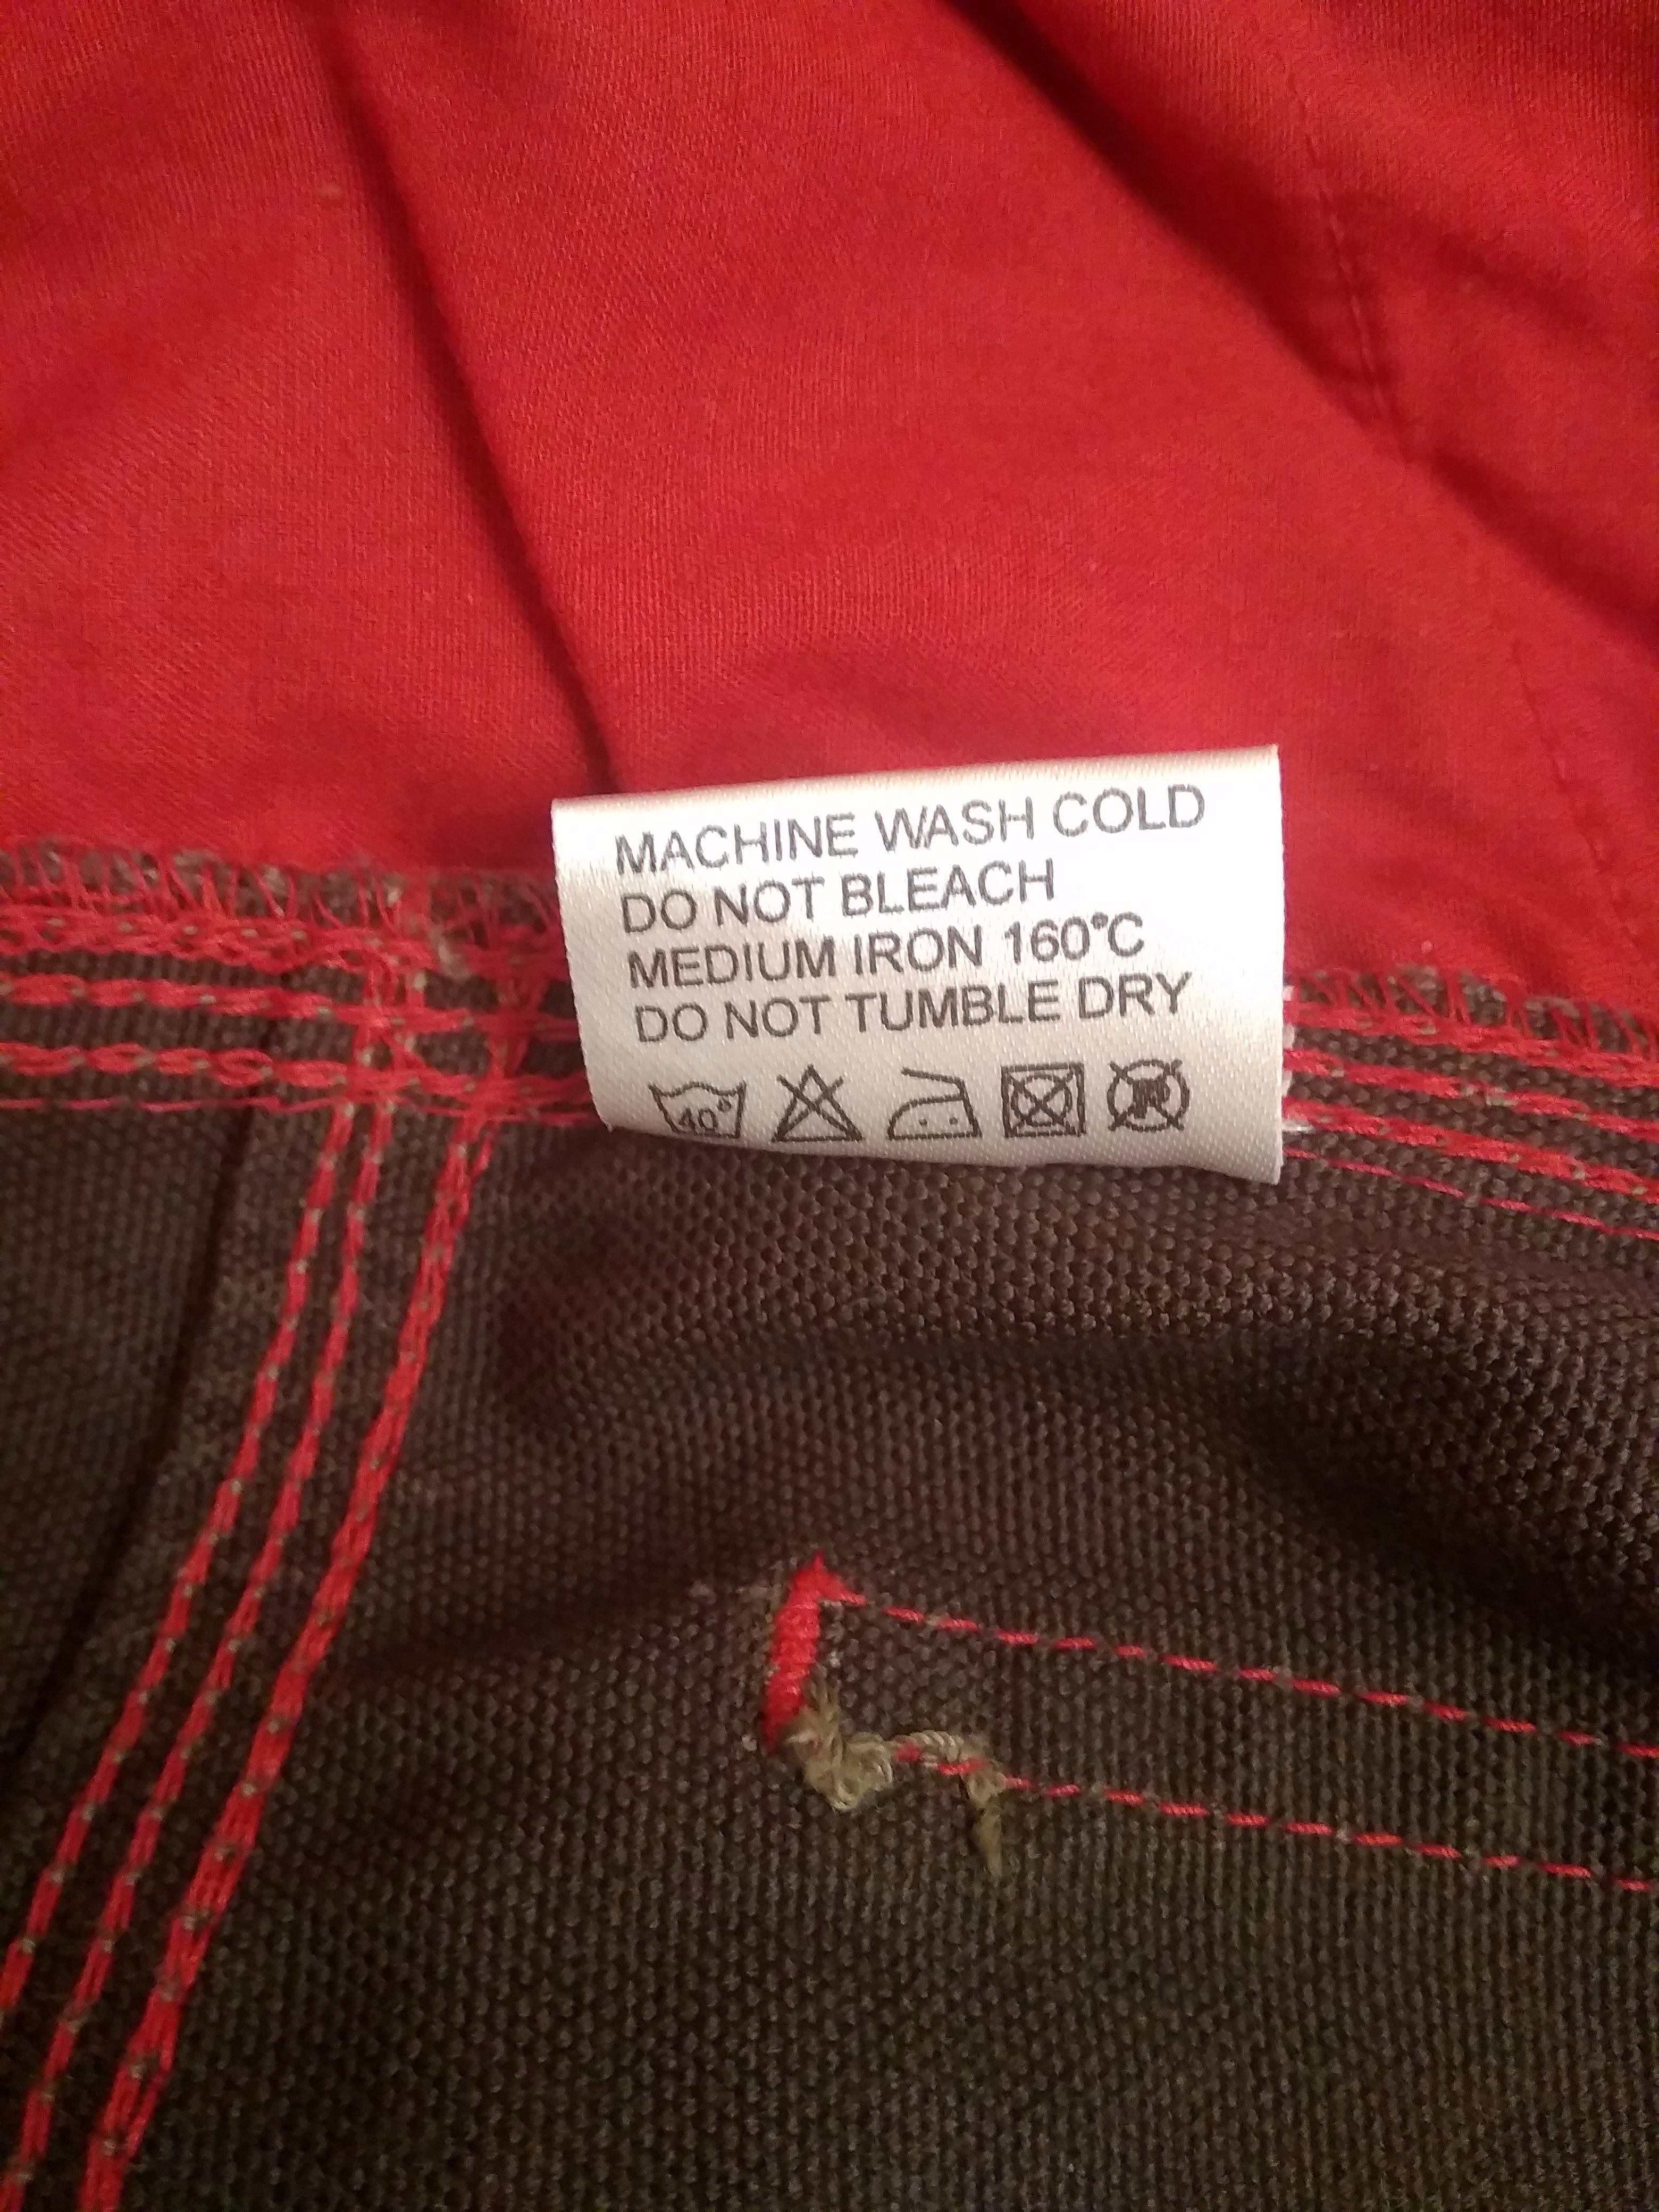 MACHINE WASH COLD
DO NOT BLEACH
MEDIUM IRON 160°C
DO NOT TUMBLE DRY
40° P